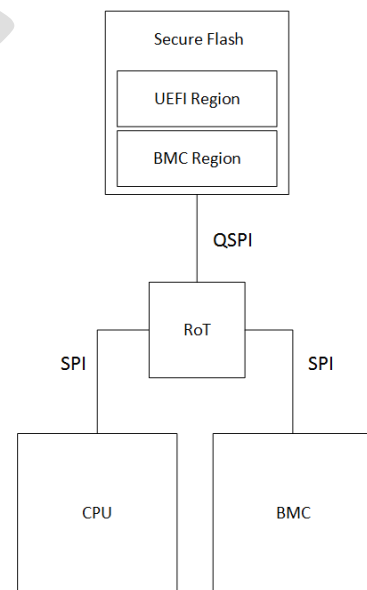 Secure Flash
UEFI Region
BMC Region
QSPI
RoT
SPI
SPI
CPU
BMC